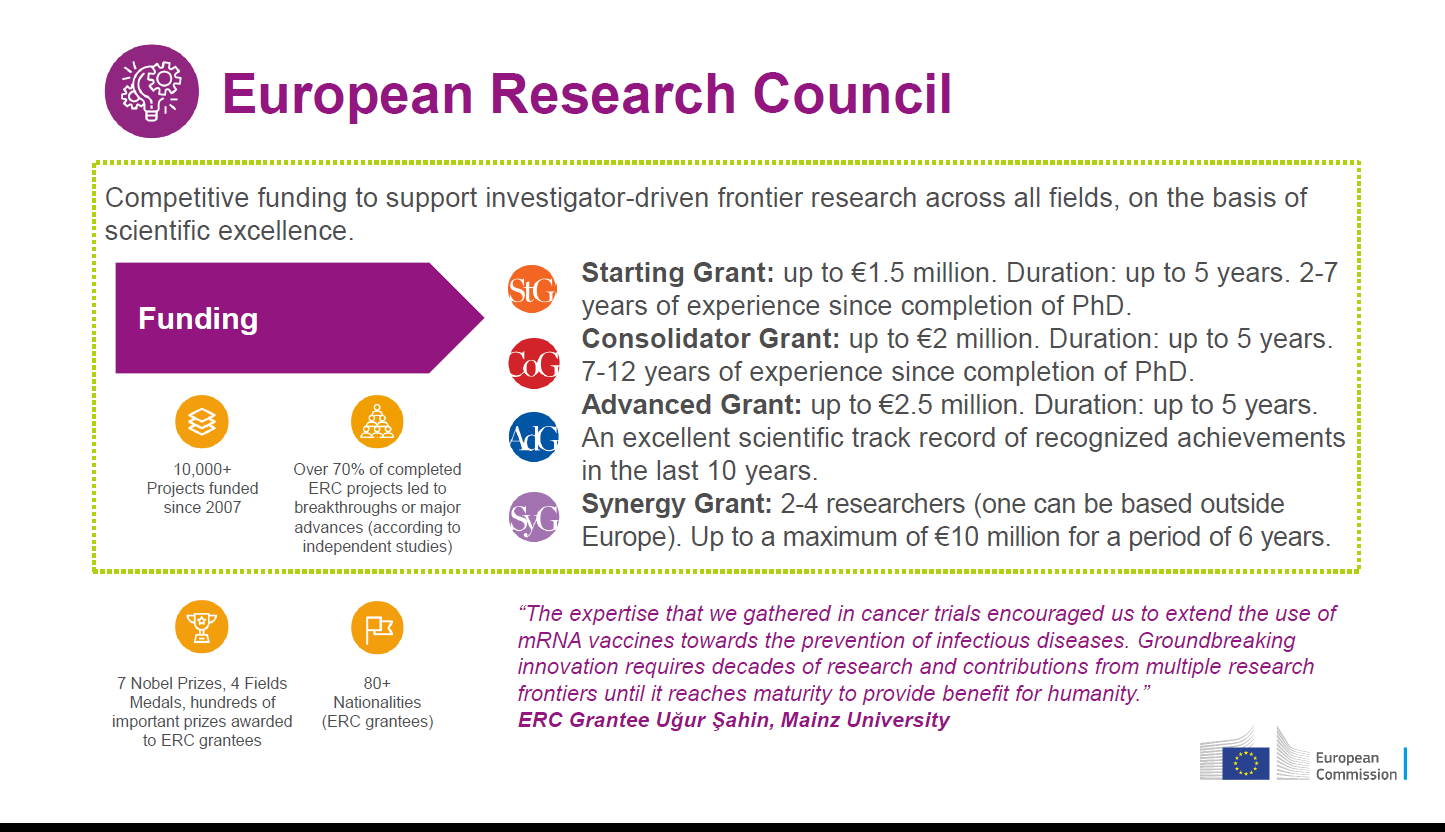 European Research Council
Competitive funding to support investigator-driven frontier research across all fields, on the basis of
scientific excellence.
Funding
10,000+
Projects funded
since 2007
Over 70% of completed
ERC projects led to
breakthroughs or major
advances (according to
independent studies)
StG
Starting Grant: up to €1.5 million. Duration: up to 5 years. 2-7
years of experience since completion of PhD.
CoG
Consolidator Grant: up to €2 million. Duration: up to 5 years.
7-12 years of experience since completion of PhD.
AdG
Advanced Grant: up to €2.5 million. Duration: up to 5 years.
An excellent scientific track record of recognized achievements
in the last 10 years.
SyG
Synergy Grant: 2-4 researchers (one can be based outside
Europe). Up to a maximum of €10 million for a period of 6 years.
7 Nobel Prizes, 4 Fields
Medals, hundreds of
important prizes awarded
to ERC grantees
80+
Nationalities
(ERC grantees)
“The expertise that we gathered in cancer trials encouraged us to extend the use of
mRNA vaccines towards the prevention of infectious diseases. Groundbreaking
innovation requires decades of research and contributions from multiple research
frontiers until it reaches maturity to provide benefit for humanity.”
ERC Grantee Uğur Şahin, Mainz University
European
Commission